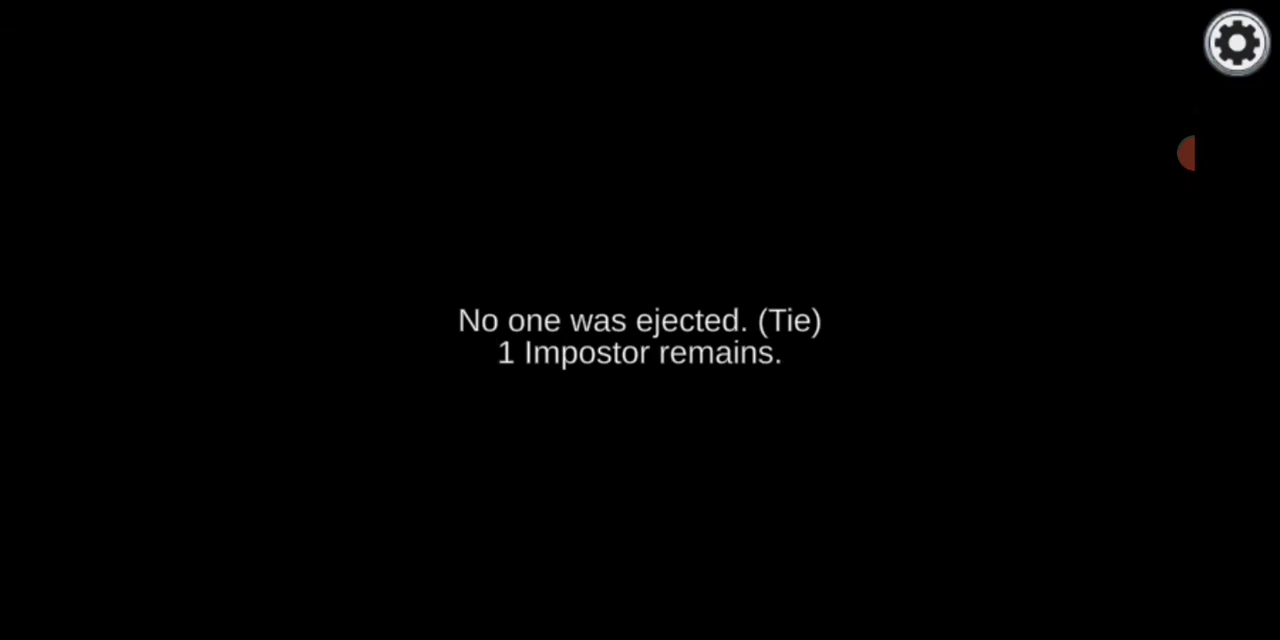 No one was ejected. (Tie)
1 Impostor remains.